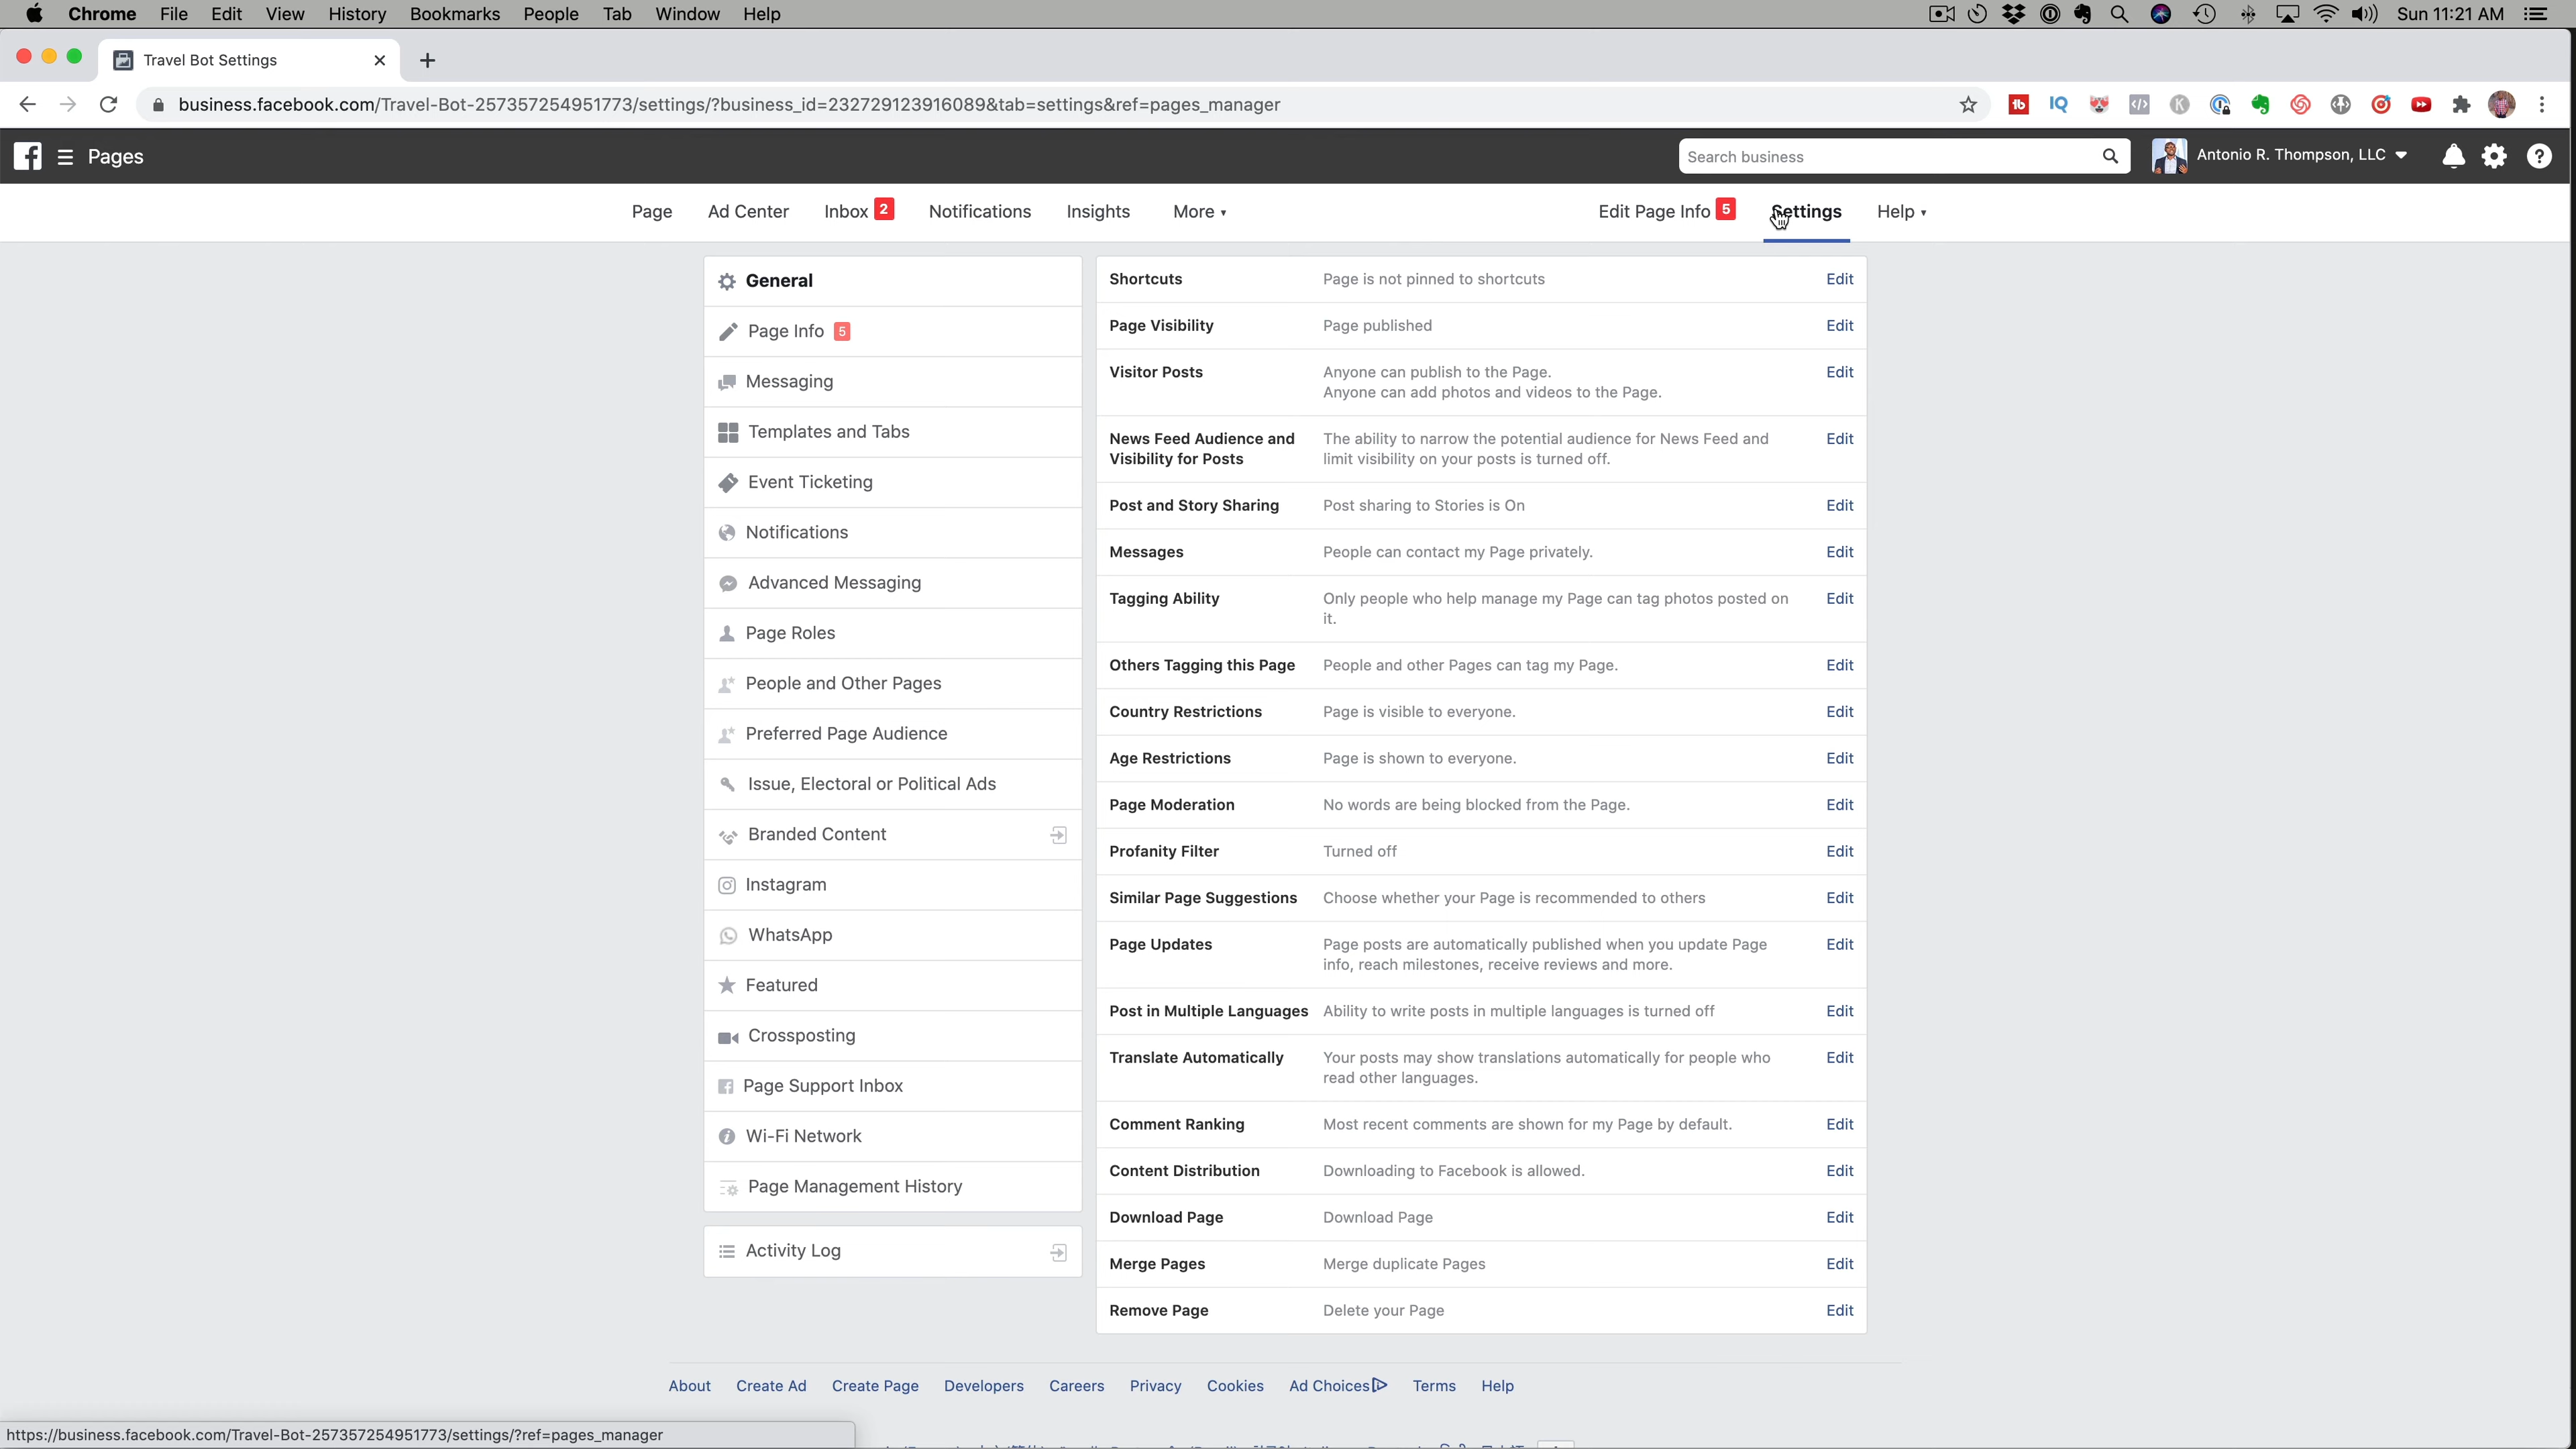 Chrome File Edit View History Bookmarks People Tab Window Help Sun 11:21 AM
Travel Bot Settings
business.facebook.com/Travel-Bot-257357254951773/settings/?business_id=232729123916089&tab=settings&ref=pages_manager
Pages
Search business
Antonio R. Thompson, LLC
Page Ad Center Inbox 2 Notifications Insights More
Edit Page Info 5 Settings Help
General
Page Info 5
Messaging
Templates and Tabs
Event Ticketing
Notifications
Advanced Messaging
Page Roles
People and Other Pages
Preferred Page Audience
Issue, Electoral or Political Ads
Branded Content
Instagram
WhatsApp
Featured
Crossposting
Page Support Inbox
Wi-Fi Network
Page Management History
Activity Log
Shortcuts Page is not pinned to shortcuts Edit
Page Visibility Page published Edit
Visitor Posts Anyone can publish to the Page. Edit
Anyone can add photos and videos to the Page.
News Feed Audience and The ability to narrow the potential audience for News Feed and Edit
Visibility for Posts limit visibility on your posts is turned off.
Post and Story Sharing Post sharing to Stories is On Edit
Messages People can contact my Page privately. Edit
Tagging Ability Only people who help manage my Page can tag photos posted on Edit
it.
Others Tagging this Page People and other Pages can tag my Page. Edit
Country Restrictions Page is visible to everyone. Edit
Age Restrictions Page is shown to everyone. Edit
Page Moderation No words are being blocked from the Page. Edit
Profanity Filter Turned off Edit
Similar Page Suggestions Choose whether your Page is recommended to others Edit
Page Updates Page posts are automatically published when you update Page Edit
info, reach milestones, receive reviews and more.
Post in Multiple Languages Ability to write posts in multiple languages is turned off Edit
Translate Automatically Your posts may show translations automatically for people who Edit
read other languages.
Comment Ranking Most recent comments are shown for my Page by default. Edit
Content Distribution Downloading to Facebook is allowed. Edit
Download Page Download Page Edit
Merge Pages Merge duplicate Pages Edit
Remove Page Delete your Page Edit
About Create Ad Create Page Developers Careers Privacy Cookies Ad Choices Terms Help
https://business.facebook.com/Travel-Bot-257357254951773/settings/?ref=pages_manager